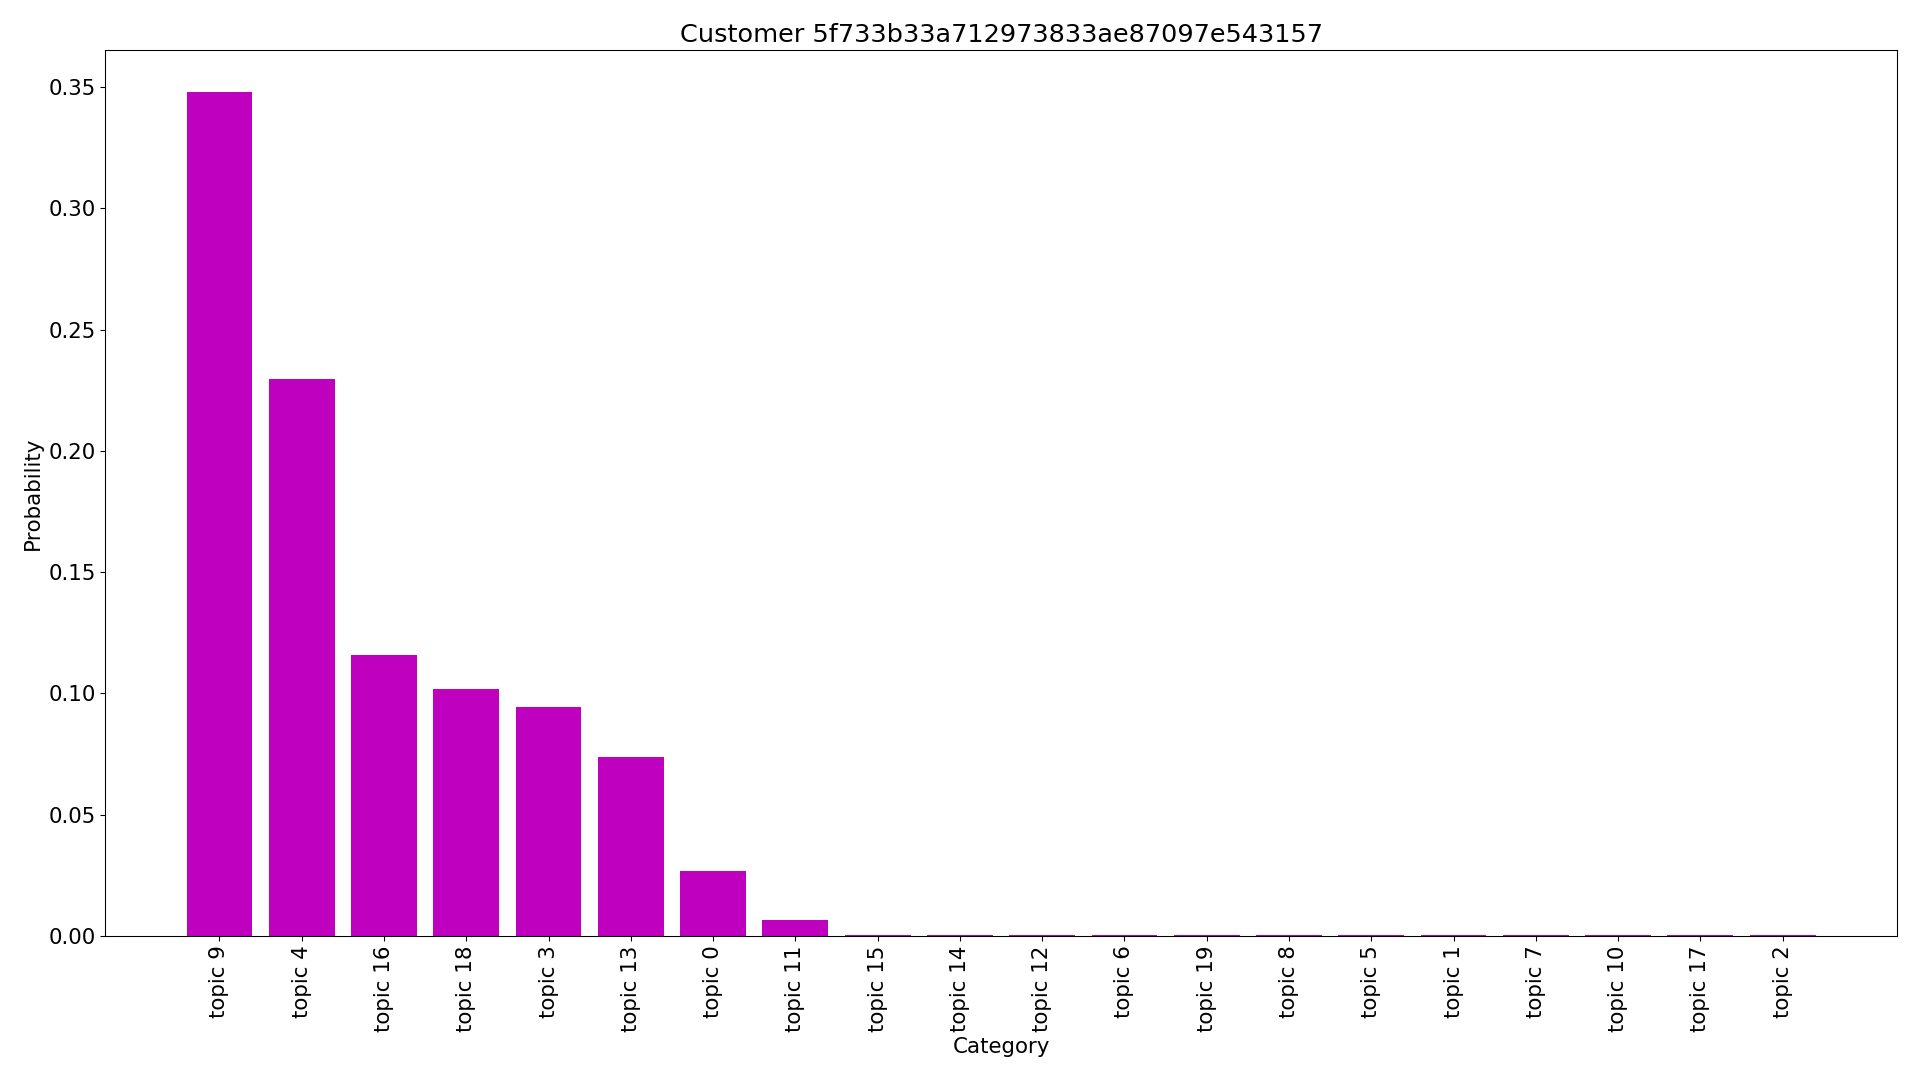 Customer 5f733b33a712973833ae87097e543157
Probability
0.35
0.30
0.25
0.20
0.15
0.10
0.05
0.00
topic 9
topic 4
topic 16
topic 18
topic 3
topic 13
topic 0
topic 11
topic 15
topic 14
topic 12
topic 6
topic 19
topic 8
topic 5
topic 1
topic 7
topic 10
topic 17
topic 2
Category